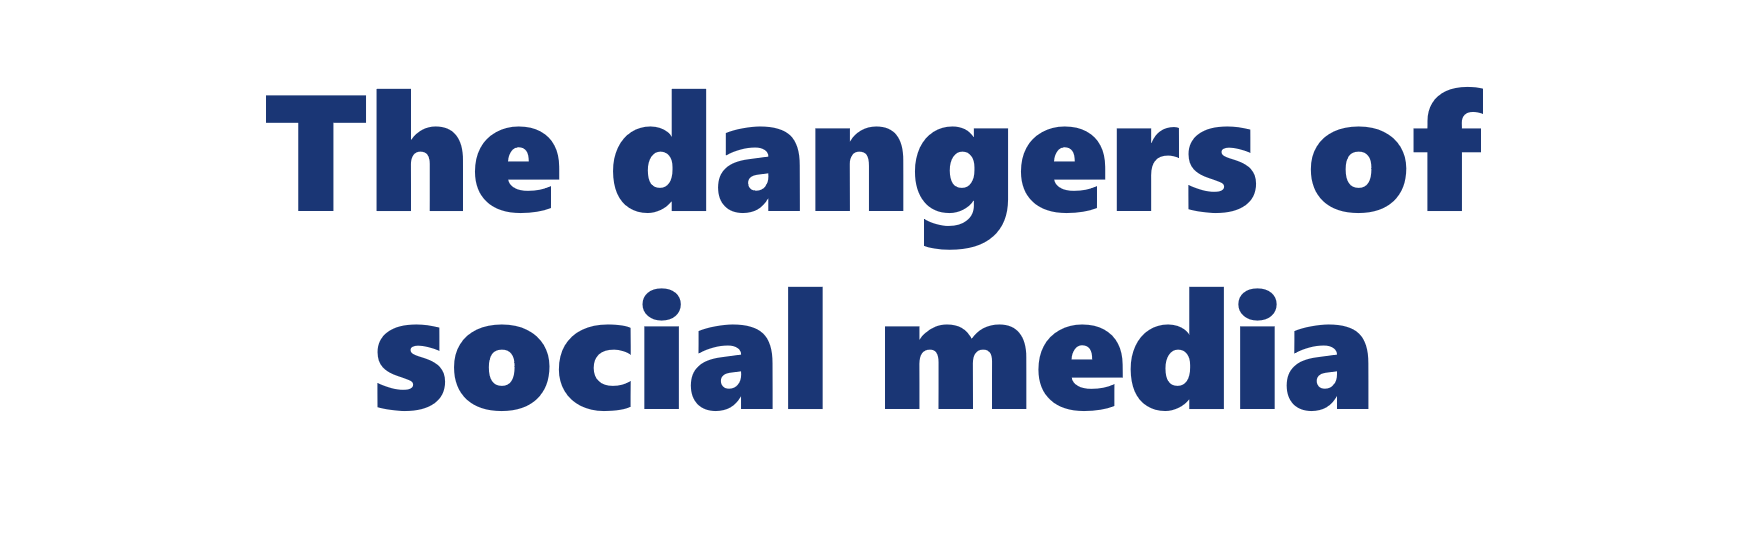 The dangers of
social media